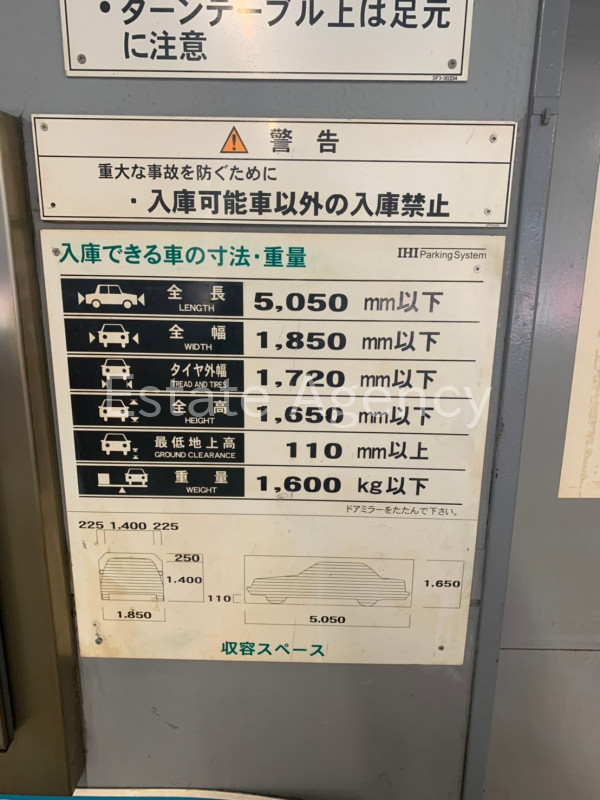 ・ターンテーブル上は足元
に注意
SP3-00334
警告
重大な事故を防ぐために
・入庫可能車以外の入庫禁止
入庫できる車の寸法・重量
IHI Parking System
全長 LENGTH 5,050 mm以下
全幅 WIDTH 1,850 mm以下
タイヤ外幅 TREAD AND TIRES 1,720 mm以下
全高 HEIGHT 1,650 mm以下
最低地上高 GROUND CLEARANCE 110 mm以上
重量 WEIGHT 1,600 kg以下
Estate Agency
ドアミラーをたたんで下さい。
225 1.400 225
250
1.400
1.850
110
5.050
1.650
収容スペース